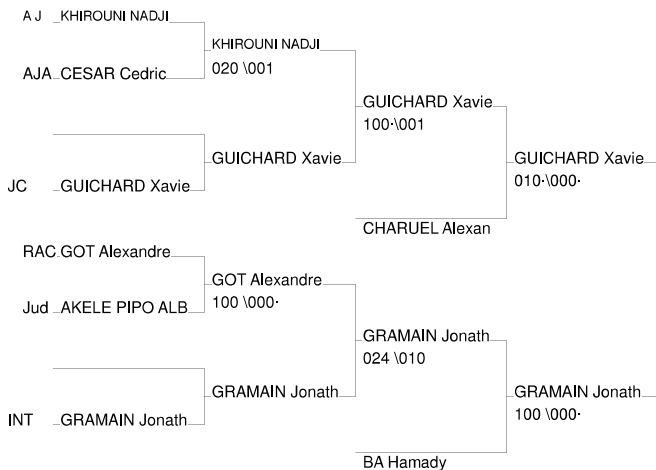 A J KHIROUNI NADJI
KHIROUNI NADJI
AJA CESAR Cedric
020 \001
GUICHARD Xavie
100·\001
GUICHARD Xavie
GUICHARD Xavie
JC GUICHARD Xavie
010·\000·
CHARUEL Alexan
RAC GOT Alexandre
GOT Alexandre
Jud AKELE PIPO ALB
100 \000·
GRAMAIN Jonath
024 \010
GRAMAIN Jonath
GRAMAIN Jonath
INT GRAMAIN Jonath
100 \000·
BA Hamady